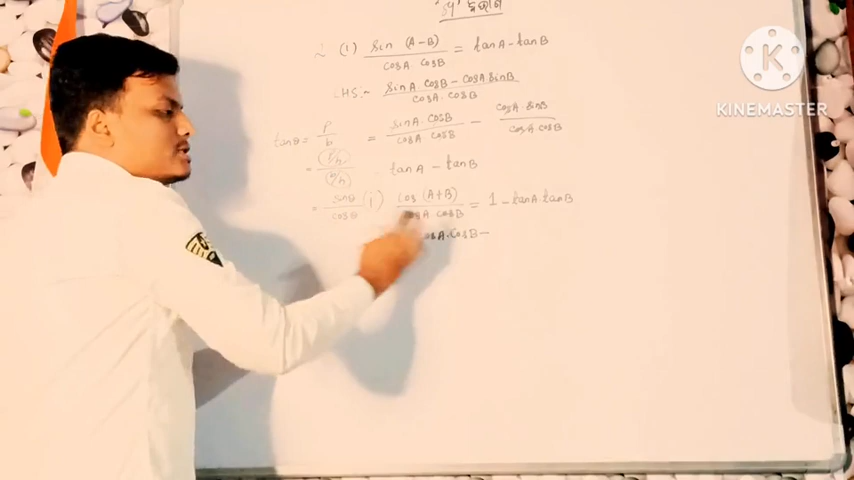 ପ୍ରମାଣ
2. (i) sin (A-B) / cosA cosB = tanA - tanB
LHS :- sinA cosB - cosA sinB / cosA. cosB
= sinA. cosB / cosA cosB - cosA. sinB / cosA cosB
tanA - tanB
tanθ = P / b
= (P/h) / (b/h)
= sinθ / cosθ
(i) cos (A+B) / cosA cosB = 1 - tanA. tanB
cosA. cosB -
K
KINEMASTER